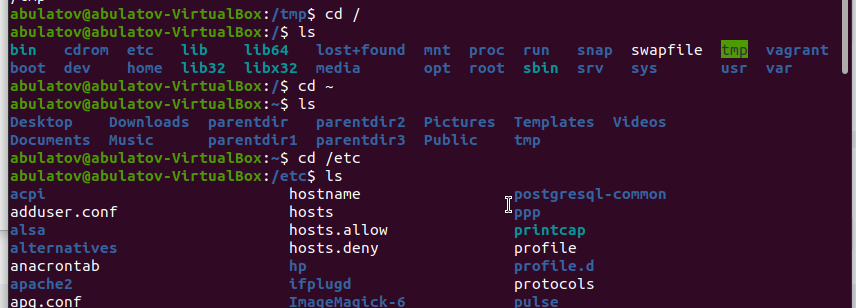 abulatov@abulatov-VirtualBox:/tmp$ cd /
abulatov@abulatov-VirtualBox:/$ ls
bin cdrom etc lib lib64 lost+found mnt proc run snap swapfile tmp vagrant
boot dev home lib32 libx32 media opt root sbin srv sys usr var
abulatov@abulatov-VirtualBox:/$ cd ~
abulatov@abulatov-VirtualBox:~$ ls
Desktop Downloads parentdir parentdir2 Pictures Templates Videos
Documents Music parentdir1 parentdir3 Public tmp
abulatov@abulatov-VirtualBox:~$ cd /etc
abulatov@abulatov-VirtualBox:/etc$ ls
acpi hostname postgresql-common
adduser.conf hosts ppp
alsa hosts.allow printcap
alternatives hosts.deny profile
anacrontab hp profile.d
apache2 ifplugd protocols
apg.conf ImageMagick-6 pulse